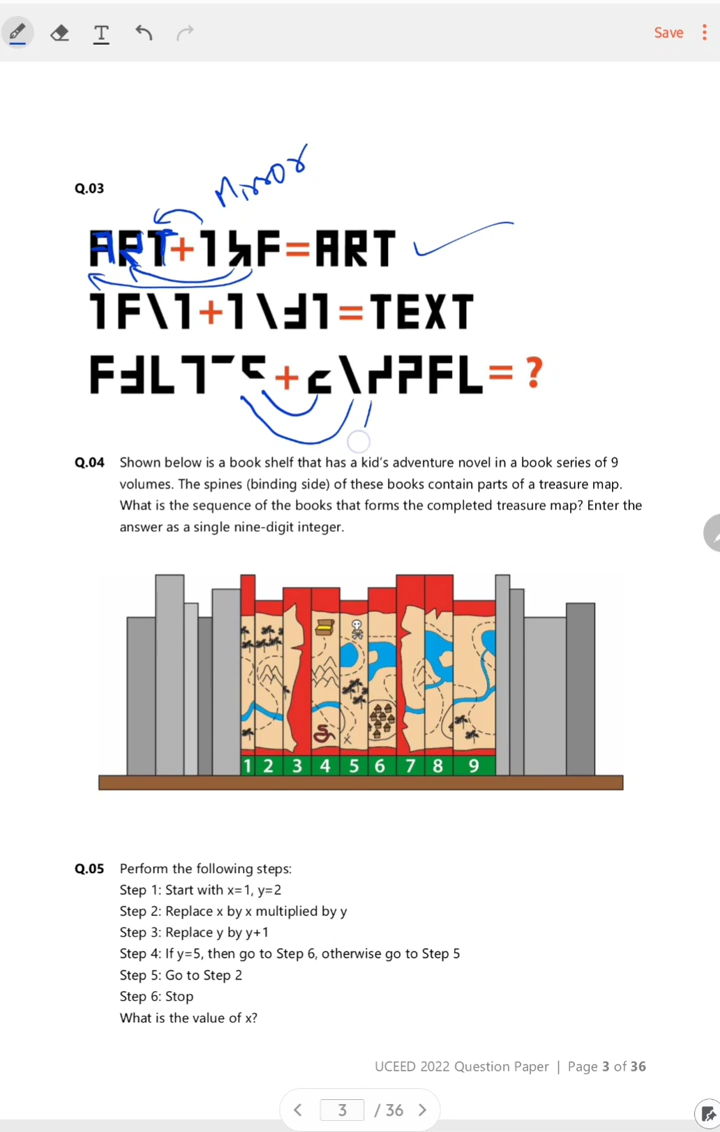 T
Save
Mirror
Q.03
=ART
=TEXT
= ?
Q.04 Shown below is a book shelf that has a kid's adventure novel in a book series of 9
volumes. The spines (binding side) of these books contain parts of a treasure map.
What is the sequence of the books that forms the completed treasure map? Enter the
answer as a single nine-digit integer.
1 2 3 4 5 6 7 8 9
Q.05 Perform the following steps:
Step 1: Start with x=1, y=2
Step 2: Replace x by x multiplied by y
Step 3: Replace y by y+1
Step 4: If y=5, then go to Step 6, otherwise go to Step 5
Step 5: Go to Step 2
Step 6: Stop
What is the value of x?
UCEED 2022 Question Paper | Page 3 of 36
3 / 36